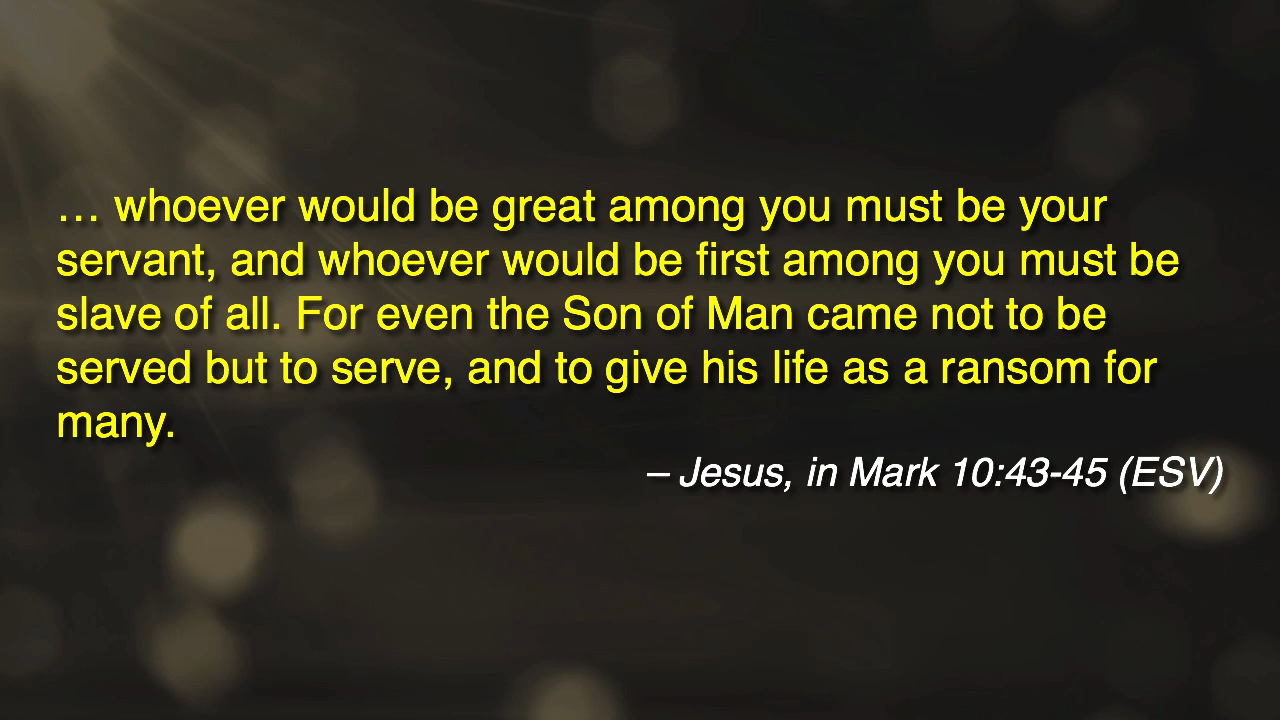 … whoever would be great among you must be your
servant, and whoever would be first among you must be
slave of all. For even the Son of Man came not to be
served but to serve, and to give his life as a ransom for
many.
– Jesus, in Mark 10:43-45 (ESV)